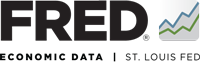 FRED®
ECONOMIC DATA | ST. LOUIS FED